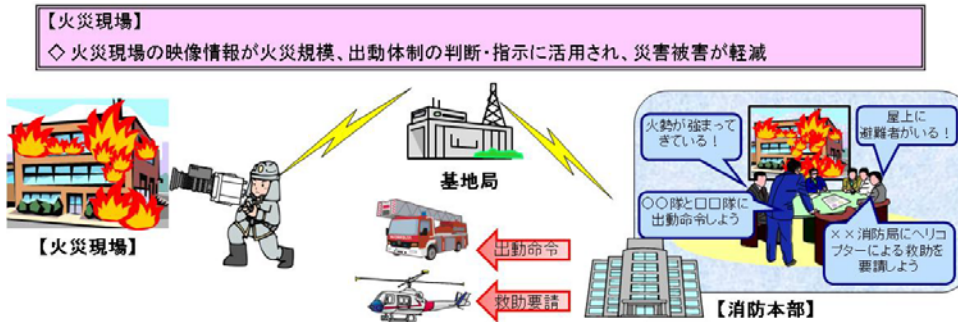 【火災現場】
◇ 火災現場の映像情報が火災規模、出動体制の判断・指示に活用され、災害被害が軽減
火勢が強まって
きている！
屋上に
避難者がいる！
基地局
○○隊と□□隊に
出動命令しよう
××消防局にヘリコ
プターによる救助を
要請しよう
【火災現場】
出動命令
救助要請
【消防本部】